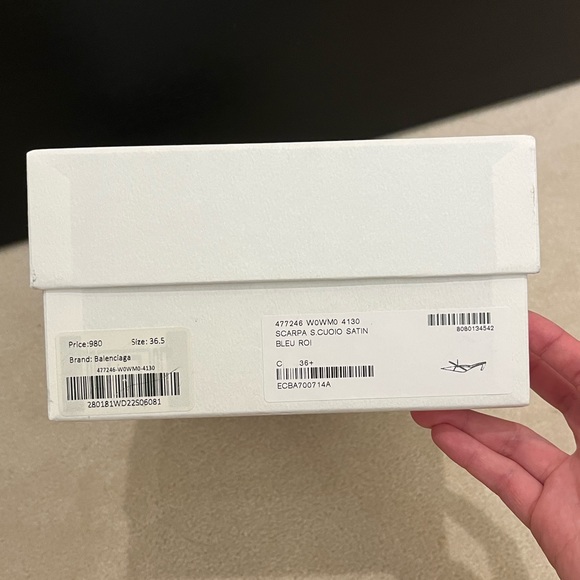 Price:980 Size: 36.5
Brand: Balenciaga
477246-W0WM0-4130
280181WD22S06081
477246 W0WM0 4130
SCARPA S.CUOIO SATIN
BLEU ROI
C 36+
ECBA700714A
8080134542